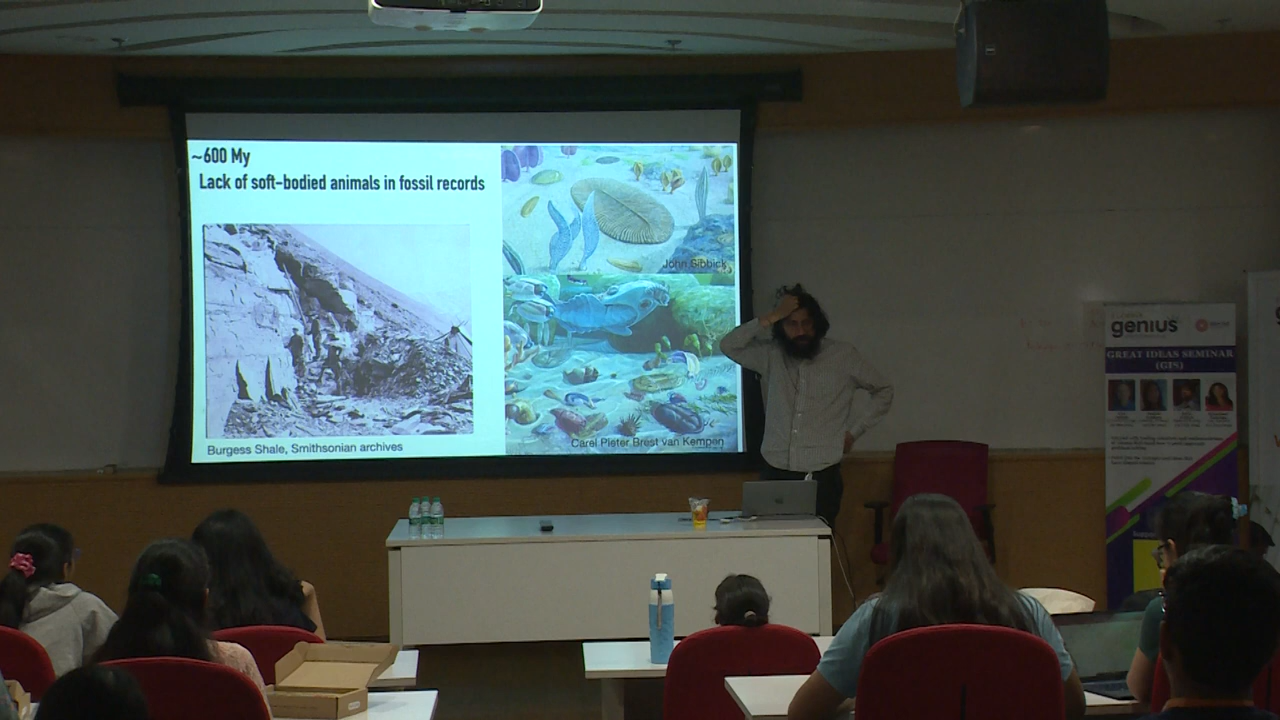 ~600 My
Lack of soft-bodied animals in fossil records
John Sibbick
Burgess Shale, Smithsonian archives
Carel Pieter Brest van Kempen
genius
GREAT IDEAS SEMINAR
(GIS)